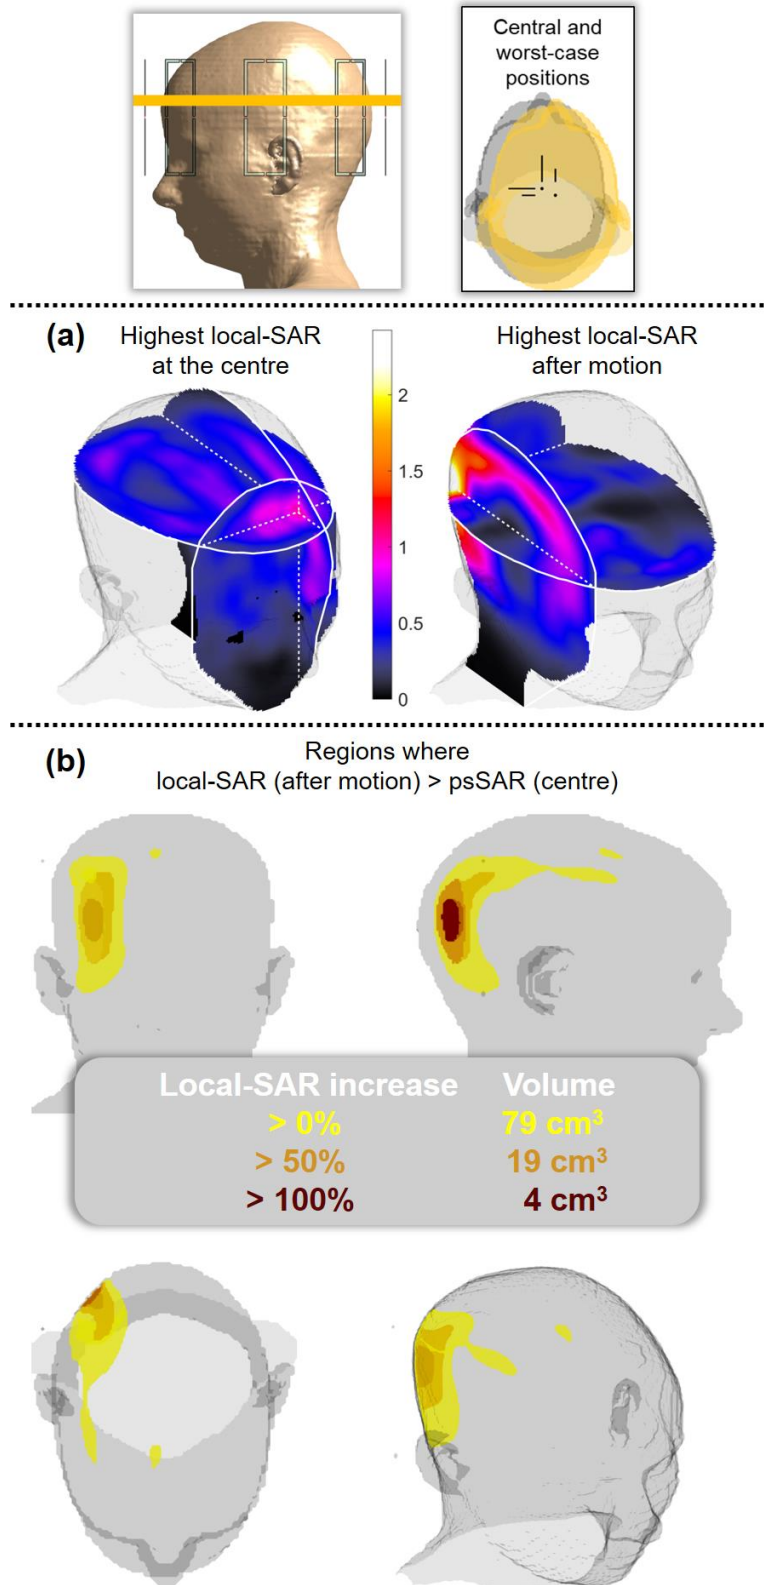 Central and
worst-case
positions
(a)
Highest local-SAR
at the centre
Highest local-SAR
after motion
2
1.5
1
0.5
0
(b)
Regions where
local-SAR (after motion) > psSAR (centre)
Local-SAR increase Volume
> 0% 79 cm³
> 50% 19 cm³
> 100% 4 cm³